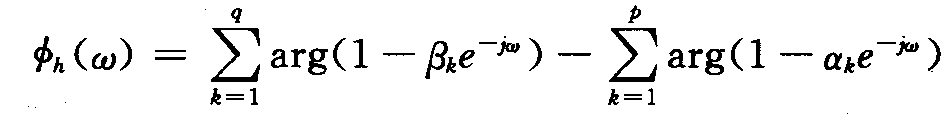 ϕ_h(ω) = ∑_{k=1}^{q} arg(1 − β_k e^{−jω}) − ∑_{k=1}^{p} arg(1 − α_k e^{−jω})